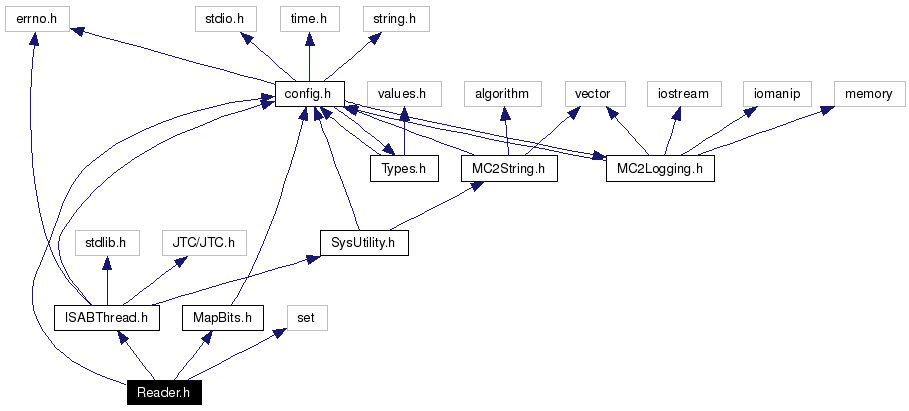 errno.h
stdio.h
time.h
string.h
config.h
values.h
algorithm
vector
iostream
iomanip
memory
Types.h
MC2String.h
MC2Logging.h
stdlib.h
JTC/JTC.h
SysUtility.h
ISABThread.h
MapBits.h
set
Reader.h